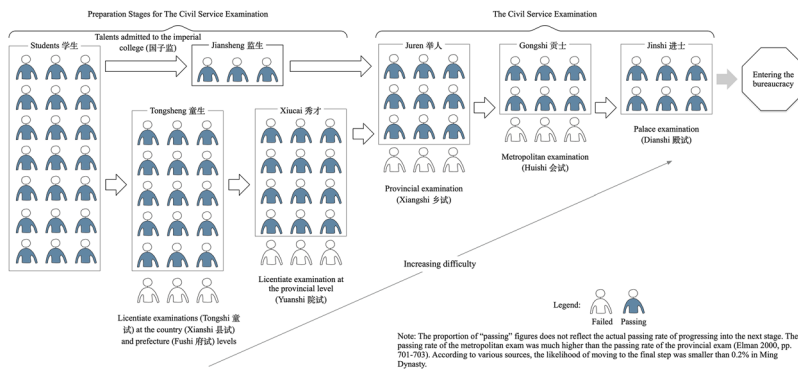 Preparation Stages for The Civil Service Examination
The Civil Service Examination
Students 学生
Talents admitted to the imperial
college (国子监)
Jiansheng 监生
Juren 举人
Gongshi 贡士
Jinshi 进士
Entering the
bureaucracy
Tongsheng 童生
Xiucai 秀才
Palace examination
(Dianshi 殿试)
Metropolitan examination
(Huishi 会试)
Provincial examination
(Xiangshi 乡试)
Licentiate examination at
the provincial level
(Yuanshi 院试)
Licentiate examinations (Tongshi 童
试) at the country (Xianshi 县试)
and prefecture (Fushi 府试) levels
Increasing difficulty
Legend:
Failed
Passing
Note: The proportion of “passing” figures does not reflect the actual passing rate of progressing into the next stage. The
passing rate of the metropolitan exam was much higher than the passing rate of the provincial exam (Elman 2000, pp.
701-703). According to various sources, the likelihood of moving to the final step was smaller than 0.2% in Ming
Dynasty.